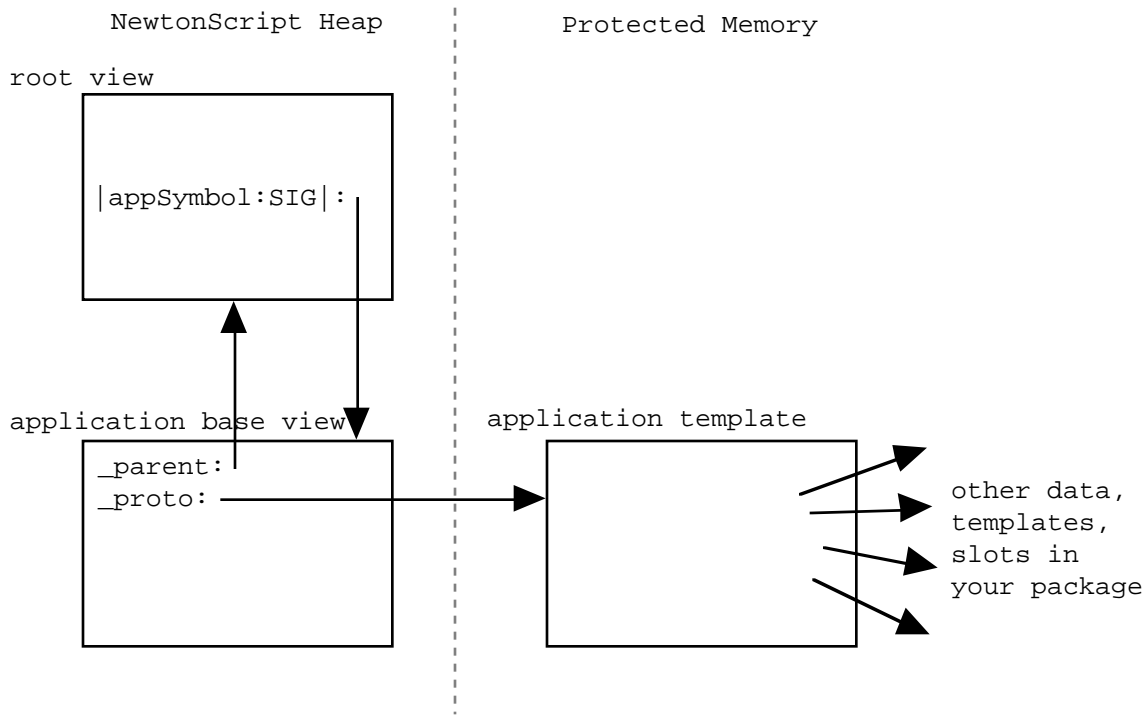 NewtonScript Heap
Protected Memory
root view
|appSymbol:SIG|:
application base view
_parent:
_proto:
application template
other data,
templates,
slots in
your package